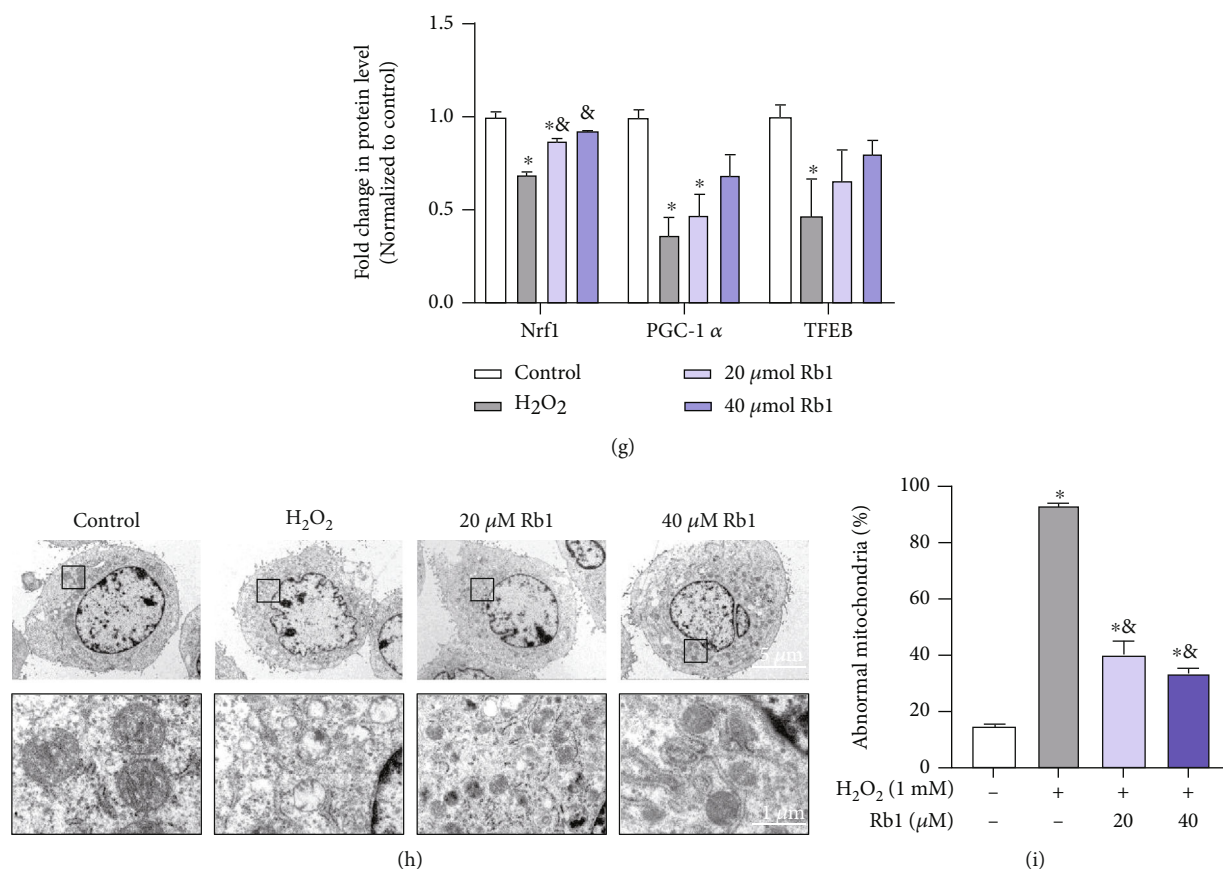 Fold change in protein level
(Normalized to control)
1.5
1.0
0.5
0.0
*
*&
&
*
*
*
Nrf1
PGC-1 α
TFEB
Control
H₂O₂
20 μmol Rb1
40 μmol Rb1
(g)
Control
H₂O₂
20 μM Rb1
40 μM Rb1
5 μm
1 μm
(h)
Abnormal mitochondria (%)
100
80
60
40
20
0
*
*&
*&
H₂O₂ (1 mM) – + + +
Rb1 (μM) – – 20 40
(i)